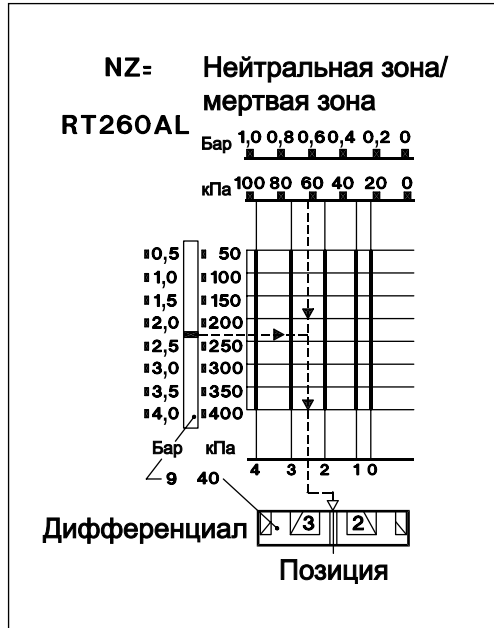 NZ= Нейтральная зона/
мертвая зона
RT260AL
Бар 1,0 0,8 0,6 0,4 0,2 0
кПа 100 80 60 40 20 0
0,5 50
1,0 100
1,5 150
2,0 200
2,5 250
3,0 300
3,5 350
4,0 400
Бар кПа
4 3 2 1 0
9 40
Дифференциал 3 2
Позиция